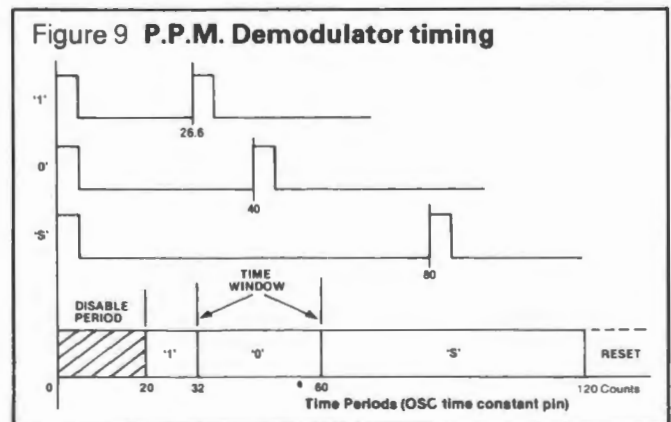 Figure 9 P.P.M. Demodulator timing
'1'
26.6
0'
40
'S'
80
TIME
WINDOW
DISABLE
PERIOD
'1'
'0'
'S'
RESET
0
20
32
60
120 Counts
Time Periods (OSC time constant pin)